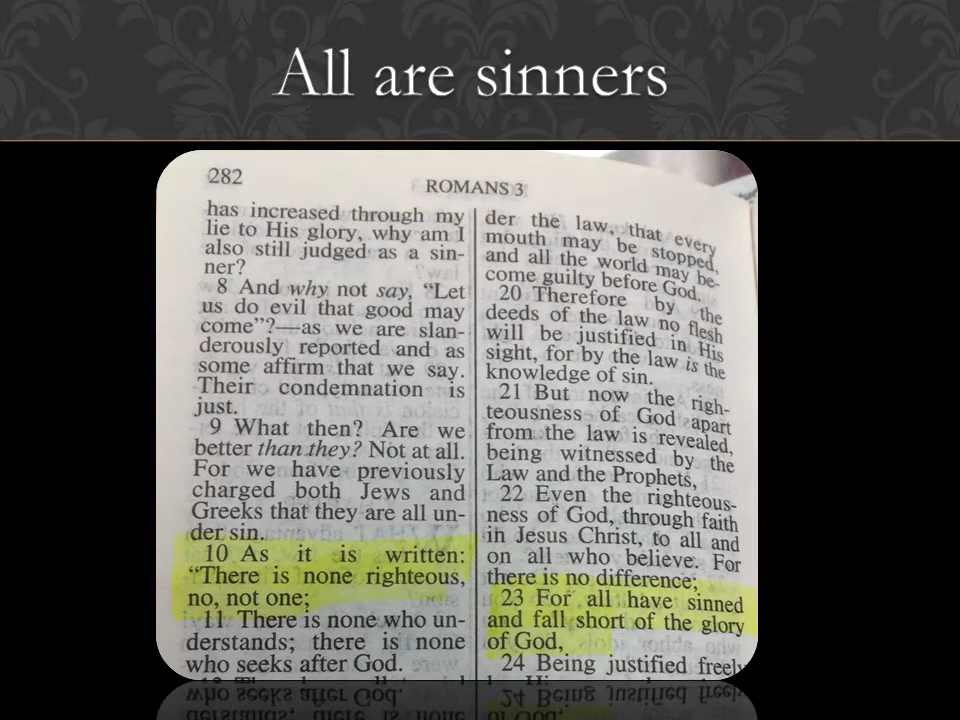 All are sinners
282
ROMANS 3
has increased through my
lie to His glory, why am I
also still judged as a sin-
ner?
8 And why not say, “Let
us do evil that good may
come”?—as we are slan-
derously reported and as
some affirm that we say.
Their condemnation is
just.
9 What then? Are we
better than they? Not at all.
For we have previously
charged both Jews and
Greeks that they are all un-
der sin.
10 As it is written:
“There is none righteous,
no, not one;
11 There is none who un-
derstands; there is none
who seeks after God.
der the law, that every
mouth may be stopped,
and all the world may be-
come guilty before God.
20 Therefore by the
deeds of the law no flesh
will be justified in His
sight, for by the law is the
knowledge of sin.
21 But now the righ-
teousness of God apart
from the law is revealed,
being witnessed by the
Law and the Prophets,
22 Even the righteous-
ness of God, through faith
in Jesus Christ, to all and
on all who believe. For
there is no difference;
23 For all have sinned
and fall short of the glory
of God,
24 Being justified freely